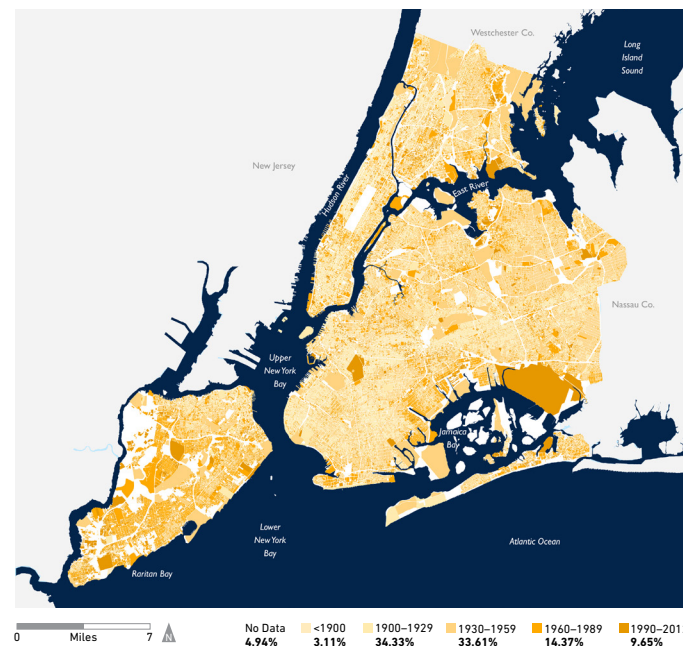 Westchester Co.
Long
Island
Sound
New Jersey
Hudson River
East River
Nassau Co.
Upper
New York
Bay
Jamaica
Bay
Lower
New York
Bay
Atlantic Ocean
Raritan Bay
0 Miles 7 N
No Data <1900 1900–1929 1930–1959 1960–1989 1990–201
4.94% 3.11% 34.33% 33.61% 14.37% 9.65%